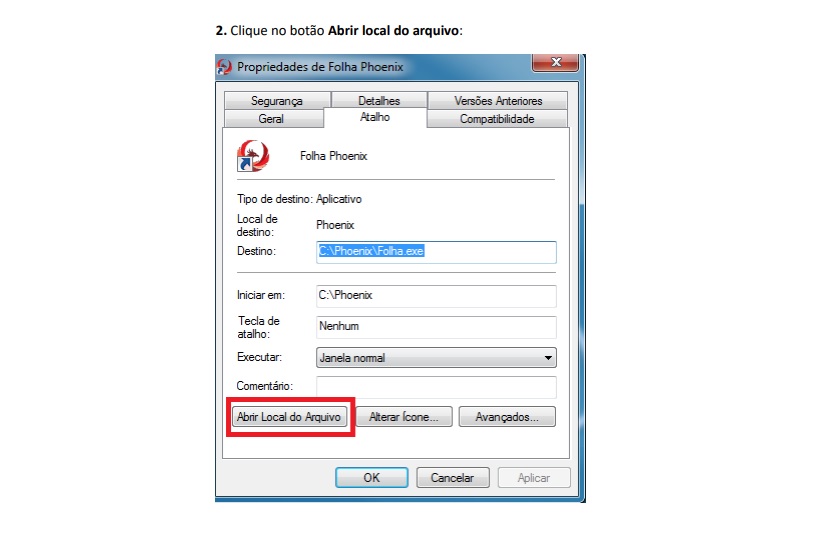 2. Clique no botão Abrir local do arquivo:
Propriedades de Folha Phoenix
Segurança Detalhes Versões Anteriores
Geral Atalho Compatibilidade
Folha Phoenix
Tipo de destino: Aplicativo
Local de destino: Phoenix
Destino: C:\Phoenix\Folha.exe
Iniciar em: C:\Phoenix
Tecla de atalho: Nenhum
Executar: Janela normal
Comentário:
Abrir Local do Arquivo Alterar Ícone... Avançados...
OK Cancelar Aplicar